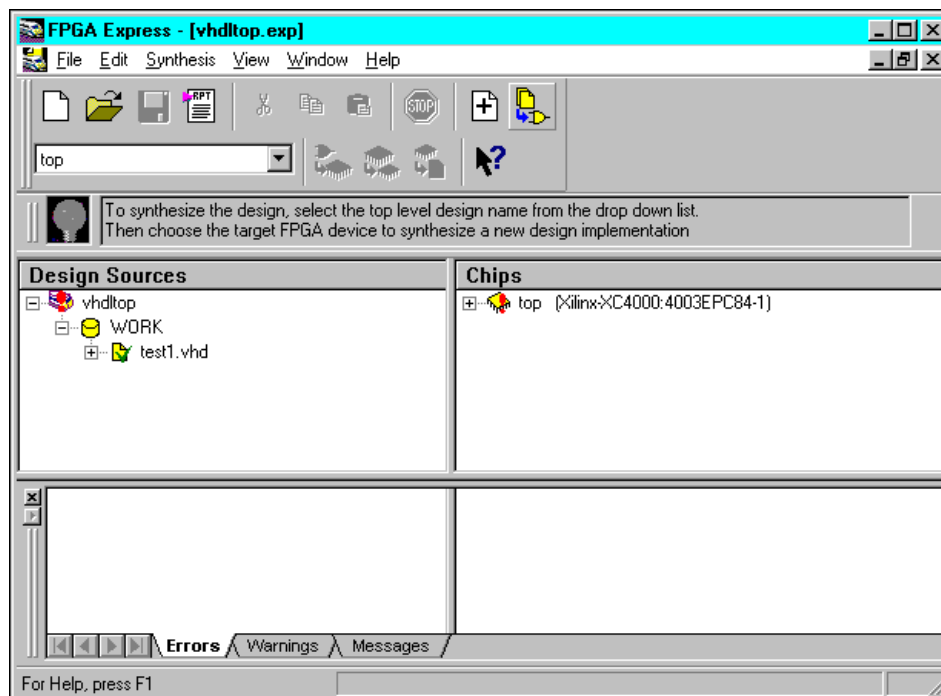 FPGA Express - [vhdltop.exp]
File Edit Synthesis View Window Help
RPT
STOP
top
To synthesize the design, select the top level design name from the drop down list.
Then choose the target FPGA device to synthesize a new design implementation
Design Sources
vhdltop
WORK
test1.vhd
Chips
top (Xilinx-XC4000:4003EPC84-1)
Errors Warnings Messages
For Help, press F1